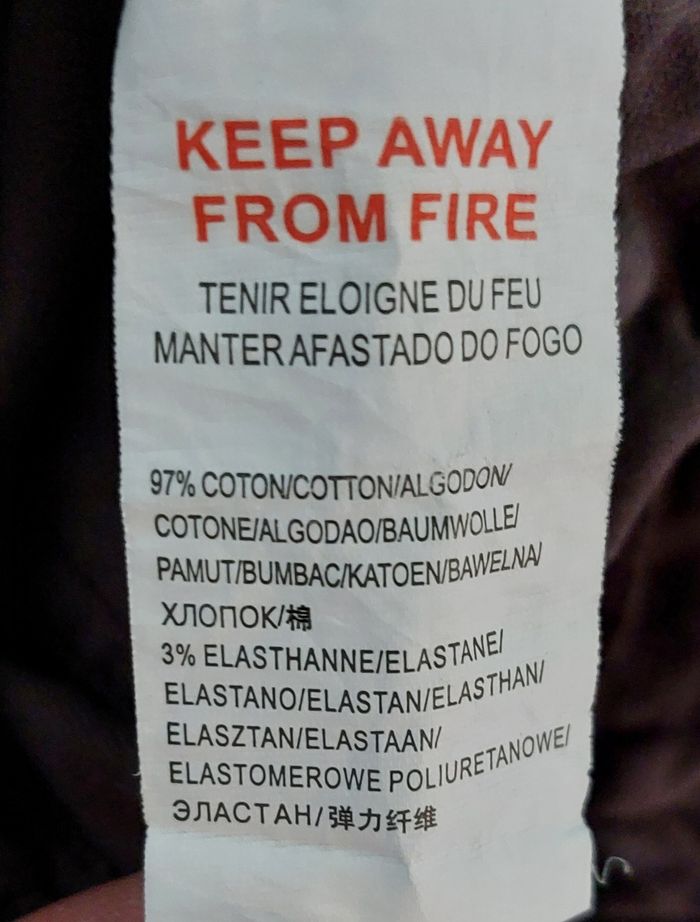 KEEP AWAY
FROM FIRE
TENIR ELOIGNE DU FEU
MANTER AFASTADO DO FOGO
97% COTON/COTTON/ALGODON/
COTONE/ALGODAO/BAUMWOLLE/
PAMUT/BUMBAC/KATOEN/BAWELNA/
ХЛОПОК/棉
3% ELASTHANNE/ELASTANE/
ELASTANO/ELASTAN/ELASTHAN/
ELASZTAN/ELASTAAN/
ELASTOMEROWE POLIURETANOWE/
ЭЛАСТАН/弹力纤维